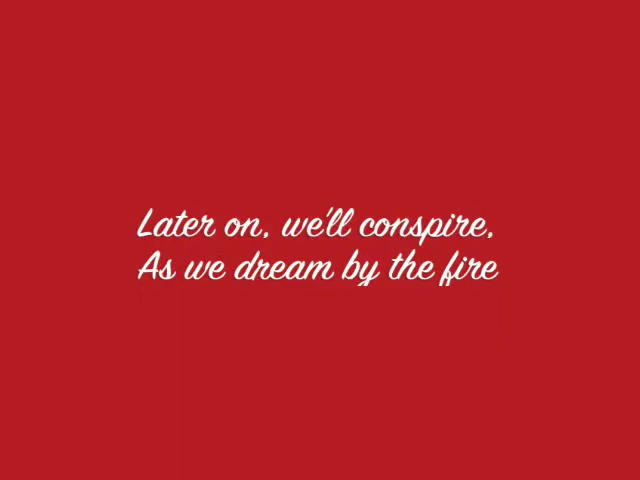 Later on, we'll conspire,
As we dream by the fire